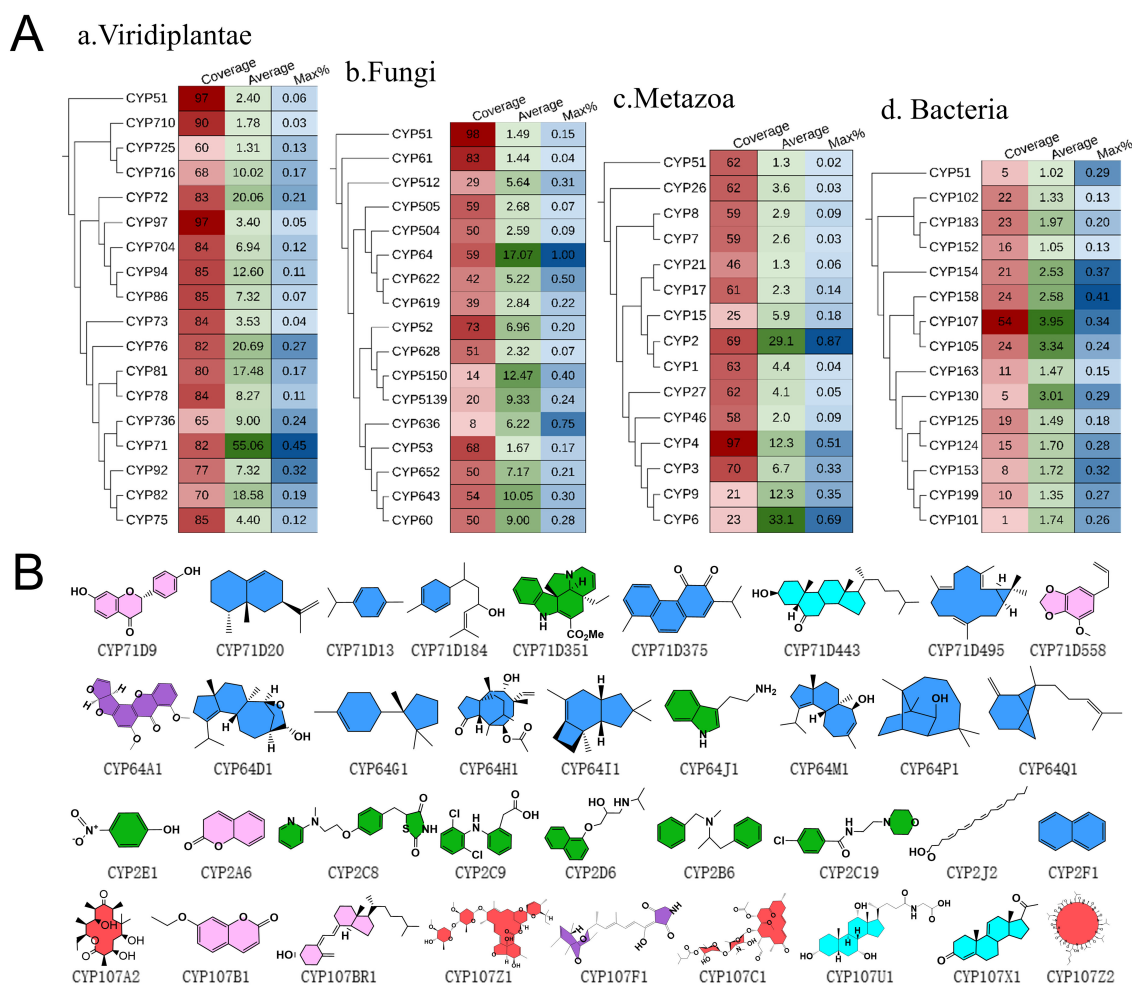 A
a.Viridiplantae
Coverage Average Max%
CYP51 97 2.40 0.06
CYP710 90 1.78 0.03
CYP725 60 1.31 0.13
CYP716 68 10.02 0.17
CYP72 83 20.06 0.21
CYP97 97 3.40 0.05
CYP704 84 6.94 0.12
CYP94 85 12.60 0.11
CYP86 85 7.32 0.07
CYP73 84 3.53 0.04
CYP76 82 20.69 0.27
CYP81 80 17.48 0.17
CYP78 84 8.27 0.11
CYP736 65 9.00 0.24
CYP71 82 55.06 0.45
CYP92 77 7.32 0.32
CYP82 70 18.58 0.19
CYP75 85 4.40 0.12
b.Fungi
Coverage Average Max%
CYP51 98 1.49 0.15
CYP61 83 1.44 0.04
CYP512 29 5.64 0.31
CYP505 59 2.68 0.07
CYP504 50 2.59 0.09
CYP64 59 17.07 1.00
CYP622 42 5.22 0.50
CYP619 39 2.84 0.22
CYP52 73 6.96 0.20
CYP628 51 2.32 0.07
CYP5150 14 12.47 0.40
CYP5139 20 9.33 0.24
CYP636 8 6.22 0.75
CYP53 68 1.67 0.17
CYP652 50 7.17 0.21
CYP643 54 10.05 0.30
CYP60 50 9.00 0.28
c.Metazoa
Coverage Average Max%
CYP51 62 1.3 0.02
CYP26 62 3.6 0.03
CYP8 59 2.9 0.09
CYP7 59 2.6 0.03
CYP21 46 1.3 0.06
CYP17 61 2.3 0.14
CYP15 25 5.9 0.18
CYP2 69 29.1 0.87
CYP1 63 4.4 0.04
CYP27 62 4.1 0.05
CYP46 58 2.0 0.09
CYP4 97 12.3 0.51
CYP3 70 6.7 0.33
CYP9 21 12.3 0.35
CYP6 23 33.1 0.69
d. Bacteria
Coverage Average Max%
CYP51 5 1.02 0.29
CYP102 22 1.33 0.13
CYP183 23 1.97 0.20
CYP152 16 1.05 0.13
CYP154 21 2.53 0.37
CYP158 24 2.58 0.41
CYP107 54 3.95 0.34
CYP105 24 3.34 0.24
CYP163 11 1.47 0.15
CYP130 5 3.01 0.29
CYP125 19 1.49 0.18
CYP124 15 1.70 0.28
CYP153 8 1.72 0.32
CYP199 10 1.35 0.27
CYP101 1 1.74 0.26
B
HO O OH O
OH
N H N H CO₂Me
O O
HO H O
H H
O O O
CYP71D9 CYP71D20 CYP71D13 CYP71D184 CYP71D351 CYP71D375 CYP71D443 CYP71D495 CYP71D558
O H H O O O O
H O H OH
OH O H O O
H H
NH₂ N H
H OH H
OH
CYP64A1 CYP64D1 CYP64G1 CYP64H1 CYP64I1 CYP64J1 CYP64M1 CYP64P1 CYP64Q1
O N⁺ ⁻O OH
O O
N N O O S NH O
Cl H N O OH Cl
OH HN O
N
Cl O H N N O
HO O
CYP2E1 CYP2A6 CYP2C8 CYP2C9 CYP2D6 CYP2B6 CYP2C19 CYP2J2 CYP2F1
CYP107A2 CYP107B1 CYP107BR1 CYP107Z1 CYP107F1 CYP107C1 CYP107U1 CYP107X1 CYP107Z2